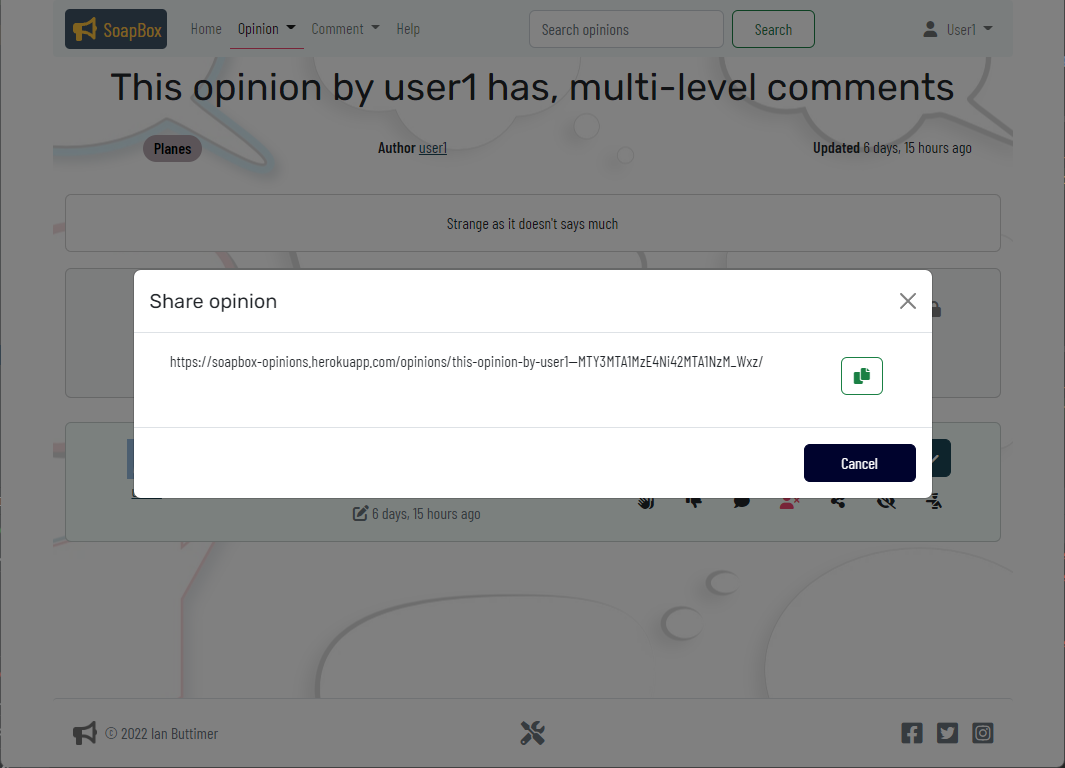 SoapBox Home Opinion Comment Help Search opinions Search User1
This opinion by user1 has, multi-level comments
Planes Author user1 Updated 6 days, 15 hours ago
Strange as it doesn't says much
Share opinion
https://soapbox-opinions.herokuapp.com/opinions/this-opinion-by-user1—MTY3MTA1MzE4Ni42MTA1NzM_Wxz/
Cancel
6 days, 15 hours ago
© 2022 Ian Buttimer